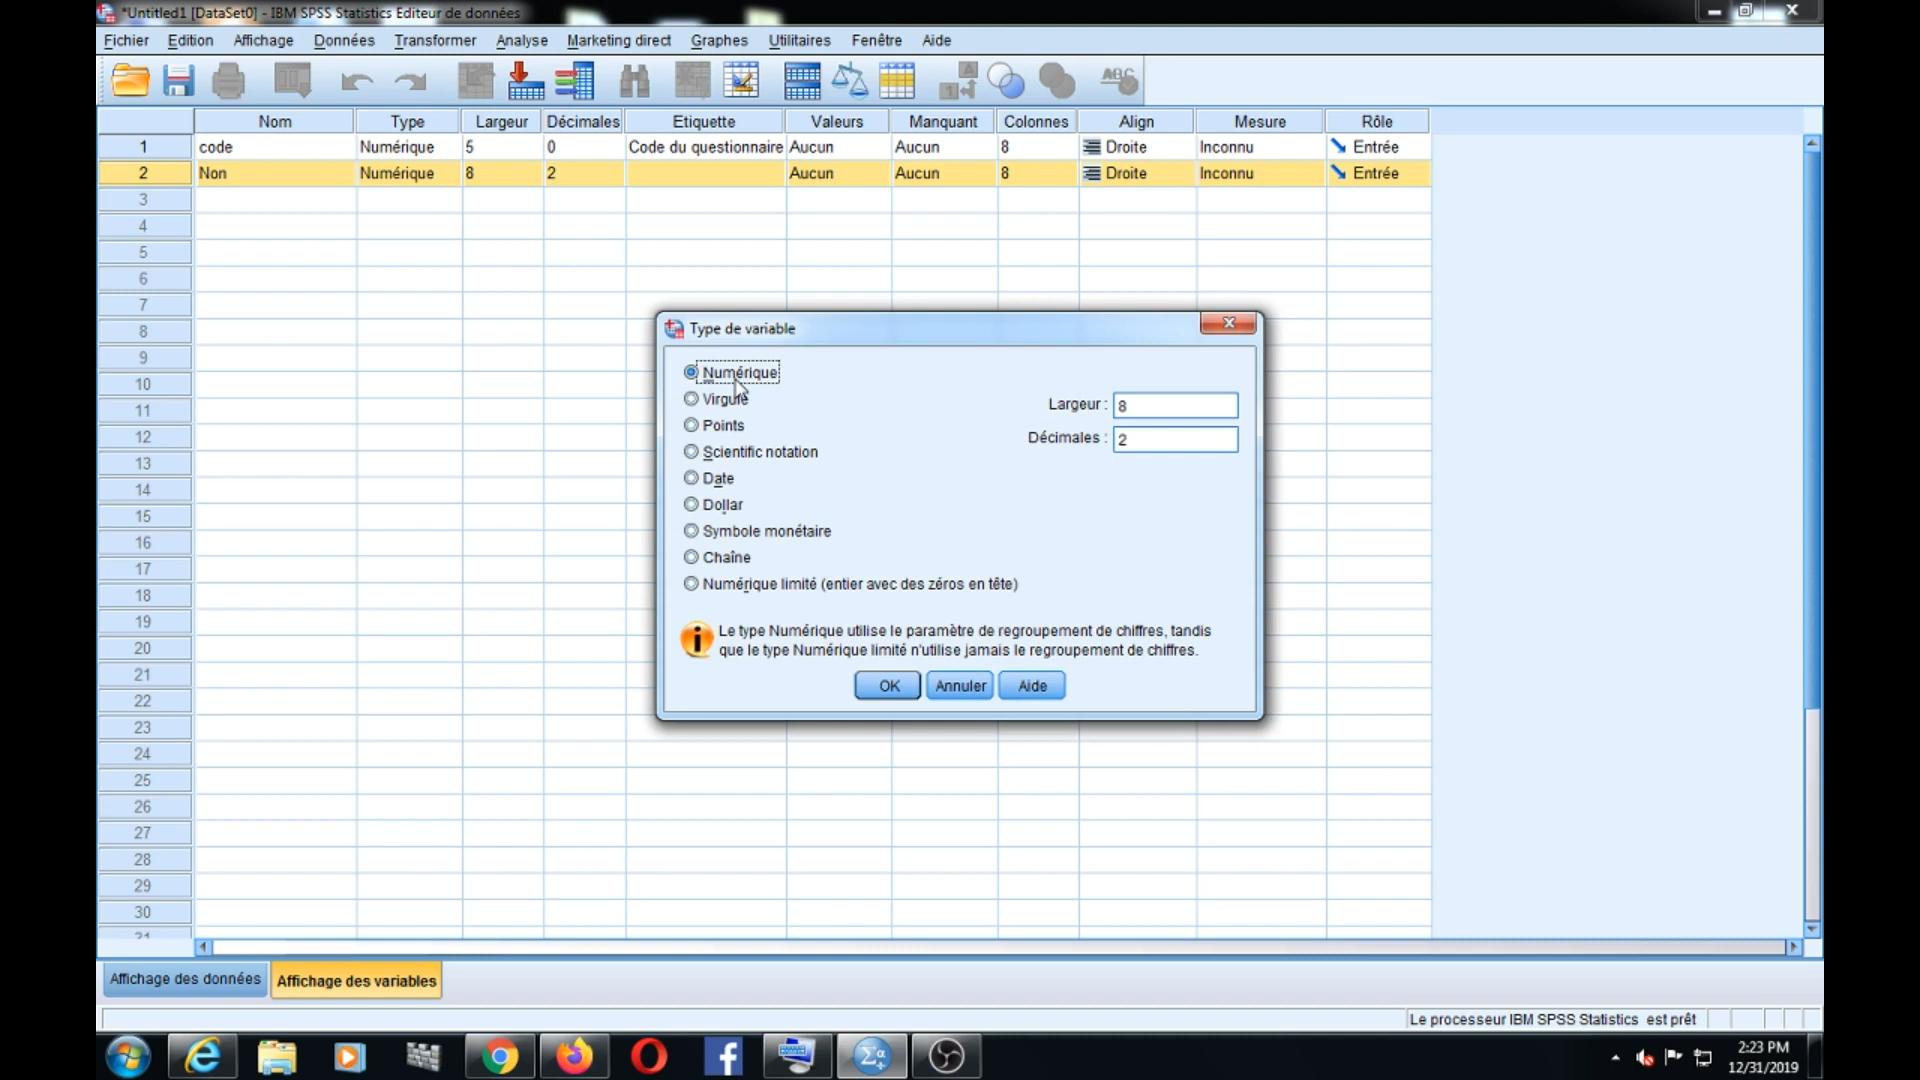 *Untitled1 [DataSet0] - IBM SPSS Statistics Editeur de données
Fichier Edition Affichage Données Transformer Analyse Marketing direct Graphes Utilitaires Fenêtre Aide
Nom Type Largeur Décimales Etiquette Valeurs Manquant Colonnes Align Mesure Rôle
1 code Numérique 5 0 Code du questionnaire Aucun Aucun 8 Droite Inconnu Entrée
2 Non Numérique 8 2 Aucun Aucun 8 Droite Inconnu Entrée
3
4
5
6
7
8
9
10
11
12
13
14
15
16
17
18
19
20
21
22
23
24
25
26
27
28
29
30
Type de variable
Numérique
Virgule
Points
Scientific notation
Date
Dollar
Symbole monétaire
Chaîne
Numérique limité (entier avec des zéros en tête)
Largeur : 8
Décimales : 2
Le type Numérique utilise le paramètre de regroupement de chiffres, tandis
que le type Numérique limité n'utilise jamais le regroupement de chiffres.
OK Annuler Aide
Affichage des données Affichage des variables
Le processeur IBM SPSS Statistics est prêt
2:23 PM
12/31/2019